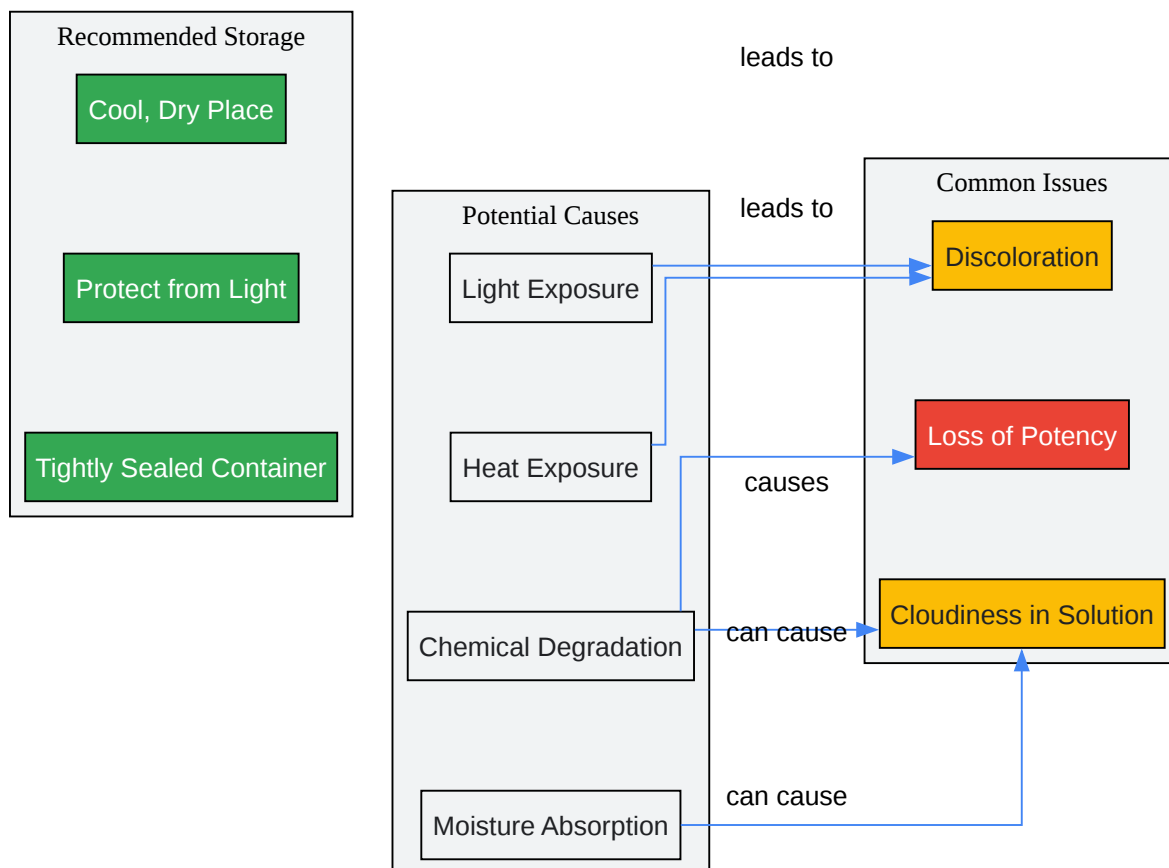 Recommended Storage
Cool, Dry Place
Protect from Light
Tightly Sealed Container
Potential Causes
Light Exposure
Heat Exposure
Chemical Degradation
Moisture Absorption
leads to
leads to
causes
can cause
can cause
Common Issues
Discoloration
Loss of Potency
Cloudiness in Solution